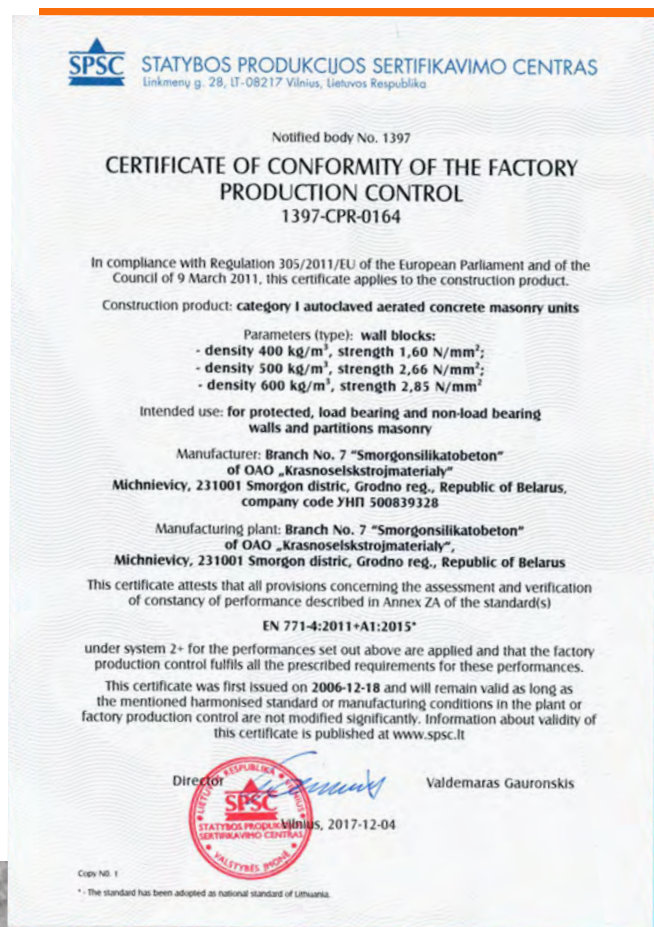 SPSC
STATYBOS PRODUKCIJOS SERTIFIKAVIMO CENTRAS
Linkmenų g. 28, LT-08217 Vilnius, Lietuvos Respublika
Notified body No. 1397
CERTIFICATE OF CONFORMITY OF THE FACTORY
PRODUCTION CONTROL
1397-CPR-0164
In compliance with Regulation 305/2011/EU of the European Parliament and of the
Council of 9 March 2011, this certificate applies to the construction product.
Construction product: category I autoclaved aerated concrete masonry units
Parameters (type): wall blocks:
- density 400 kg/m³, strength 1,60 N/mm²;
- density 500 kg/m³, strength 2,66 N/mm²;
- density 600 kg/m³, strength 2,85 N/mm²
Intended use: for protected, load bearing and non-load bearing
walls and partitions masonry
Manufacturer: Branch No. 7 "Smorgonsilikatobeton"
of OAO „Krasnoselskstrojmaterialy"
Michnievicy, 231001 Smorgon distric, Grodno reg., Republic of Belarus,
company code УНП 500839328
Manufacturing plant: Branch No. 7 "Smorgonsilikatobeton"
of OAO „Krasnoselskstrojmaterialy",
Michnievicy, 231001 Smorgon distric, Grodno reg., Republic of Belarus
This certificate attests that all provisions concerning the assessment and verification
of constancy of performance described in Annex ZA of the standard(s)
EN 771-4:2011+A1:2015*
under system 2+ for the performances set out above are applied and that the factory
production control fulfils all the prescribed requirements for these performances.
This certificate was first issued on 2006-12-18 and will remain valid as long as
the mentioned harmonised standard or manufacturing conditions in the plant or
factory production control are not modified significantly. Information about validity of
this certificate is published at www.spsc.lt
Director
Valdemaras Gauronskis
LIETUVOS RESPUBLIKA * VILNIUS
SPSC
STATYBOS PRODUKCIJOS
SERTIFIKAVIMO CENTRAS
VALSTYBĖS ĮMONĖ
Vilnius, 2017-12-04
Copy N0. 1
* - The standard has been adopted as national standard of Lithuania.